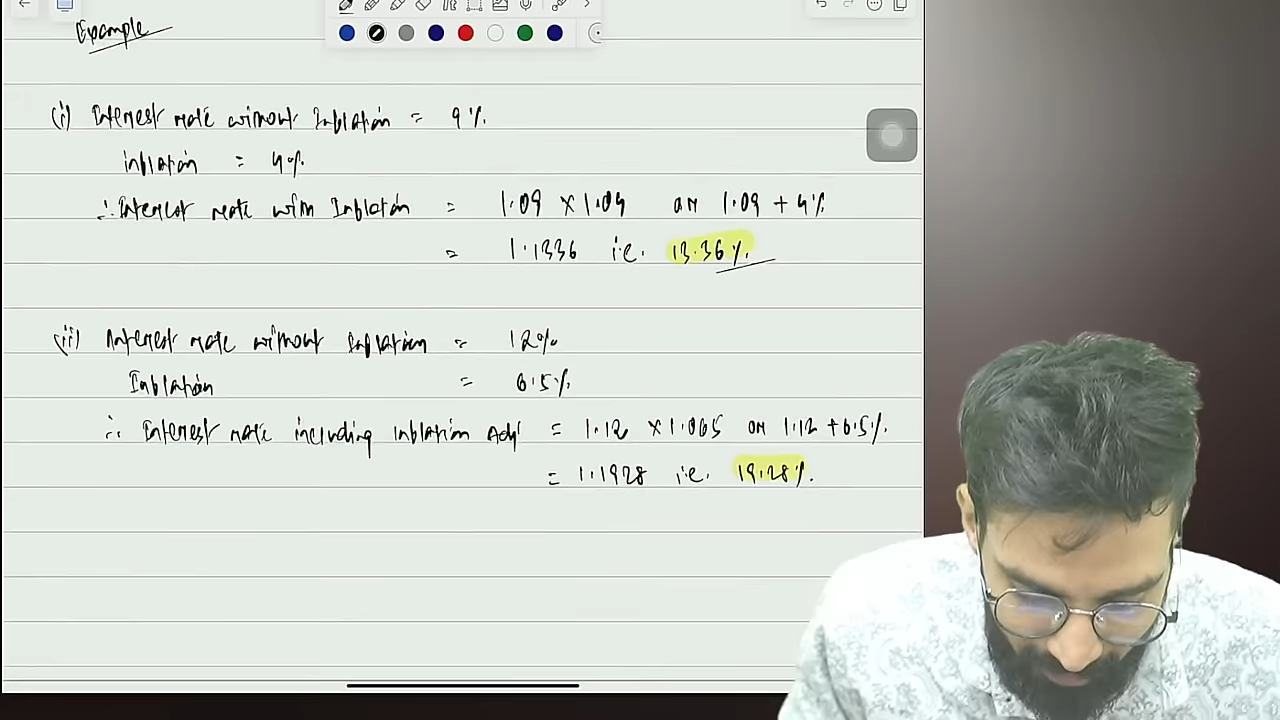 Example
(i) Interest rate without Inflation = 9%
inflation = 4%
∴ Interest rate with Inflation = 1.09 × 1.04 or 1.09 + 4%
= 1.1336 i.e. 13.36%
(ii) Interest rate without Inflation = 12%
Inflation = 6.5%
∴ Interest rate including Inflation Adj = 1.12 × 1.065 or 1.12 + 6.5%
= 1.1928 i.e. 19.28%